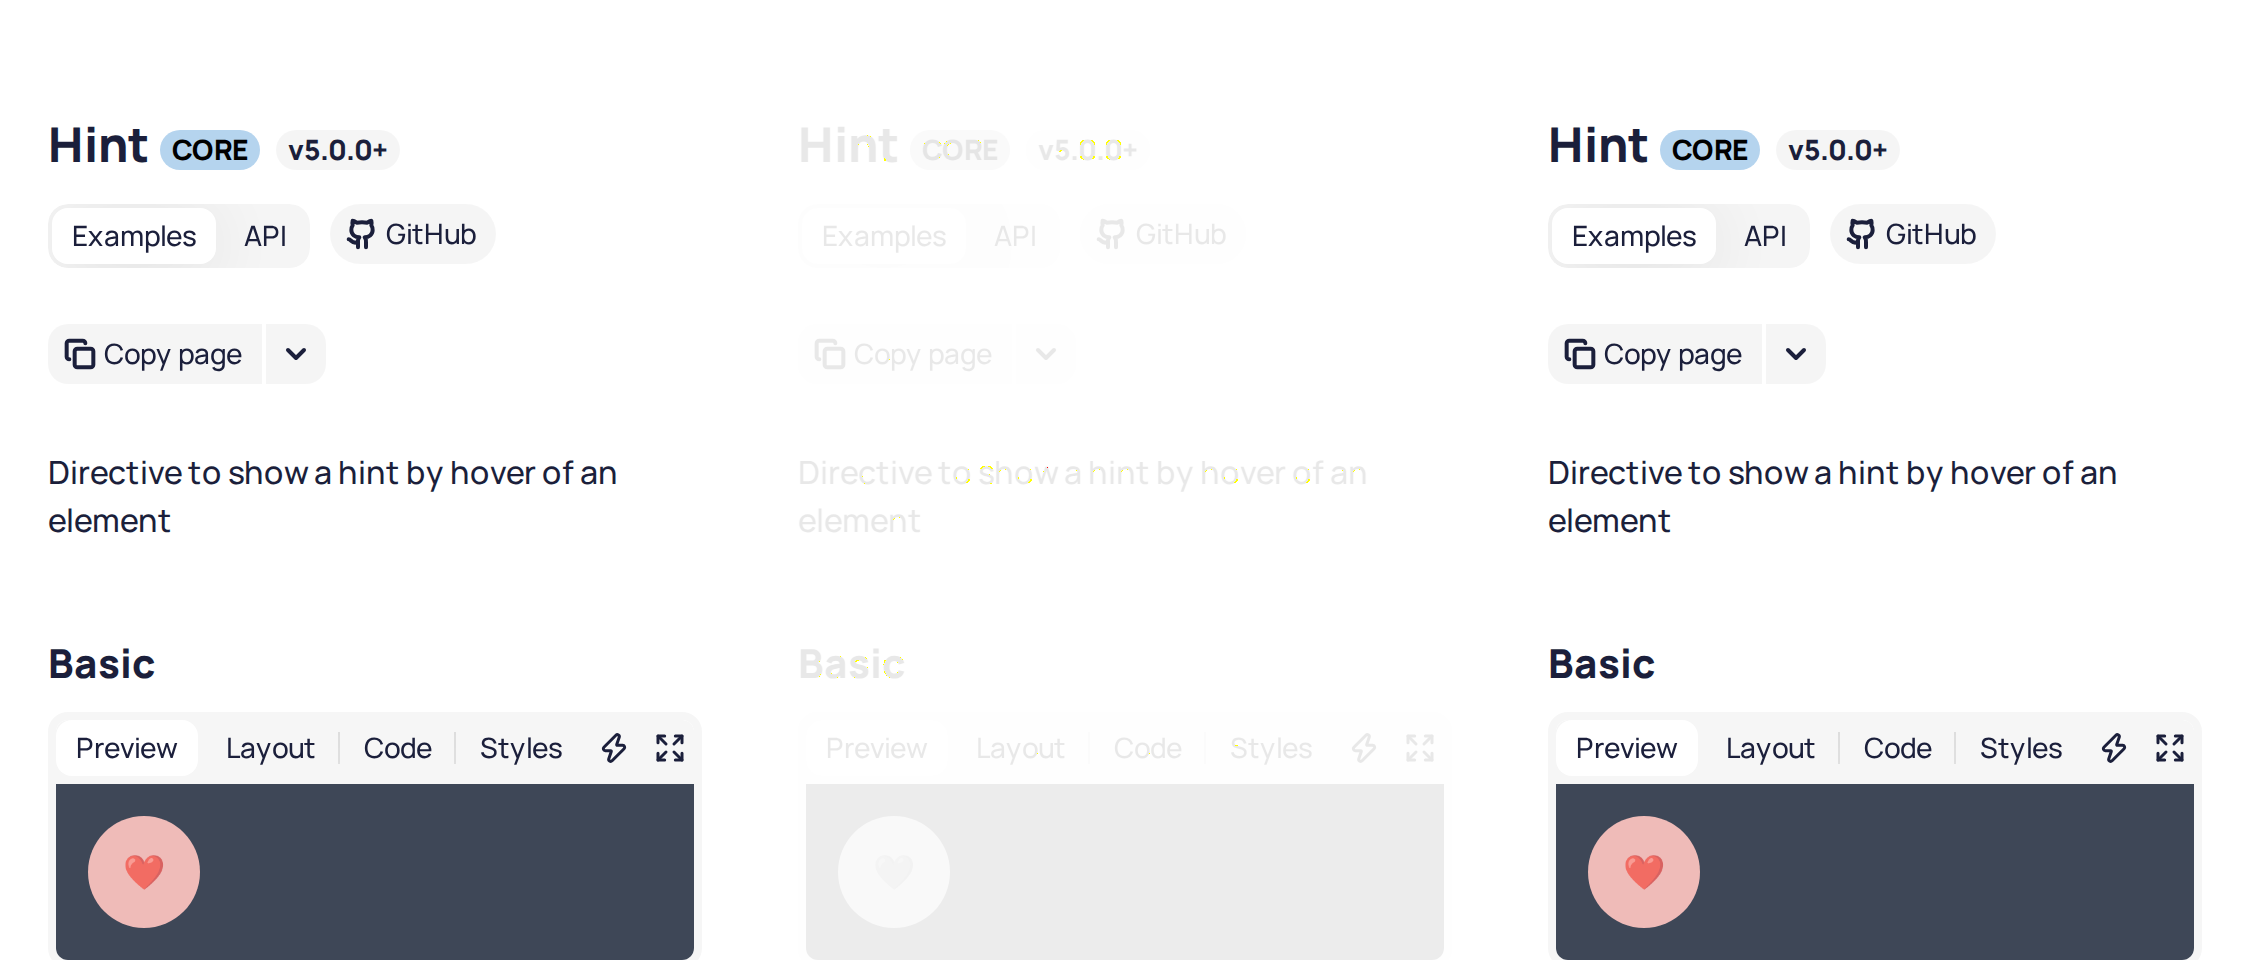 Hint CORE v5.0.0+
Examples API GitHub
Copy page
Directive to show a hint by hover of an
element
Basic
Preview Layout Code Styles
Hint CORE v5.0.0+
Examples API GitHub
Copy page
Directive to show a hint by hover of an
element
Basic
Preview Layout Code Styles
Hint CORE v5.0.0+
Examples API GitHub
Copy page
Directive to show a hint by hover of an
element
Basic
Preview Layout Code Styles